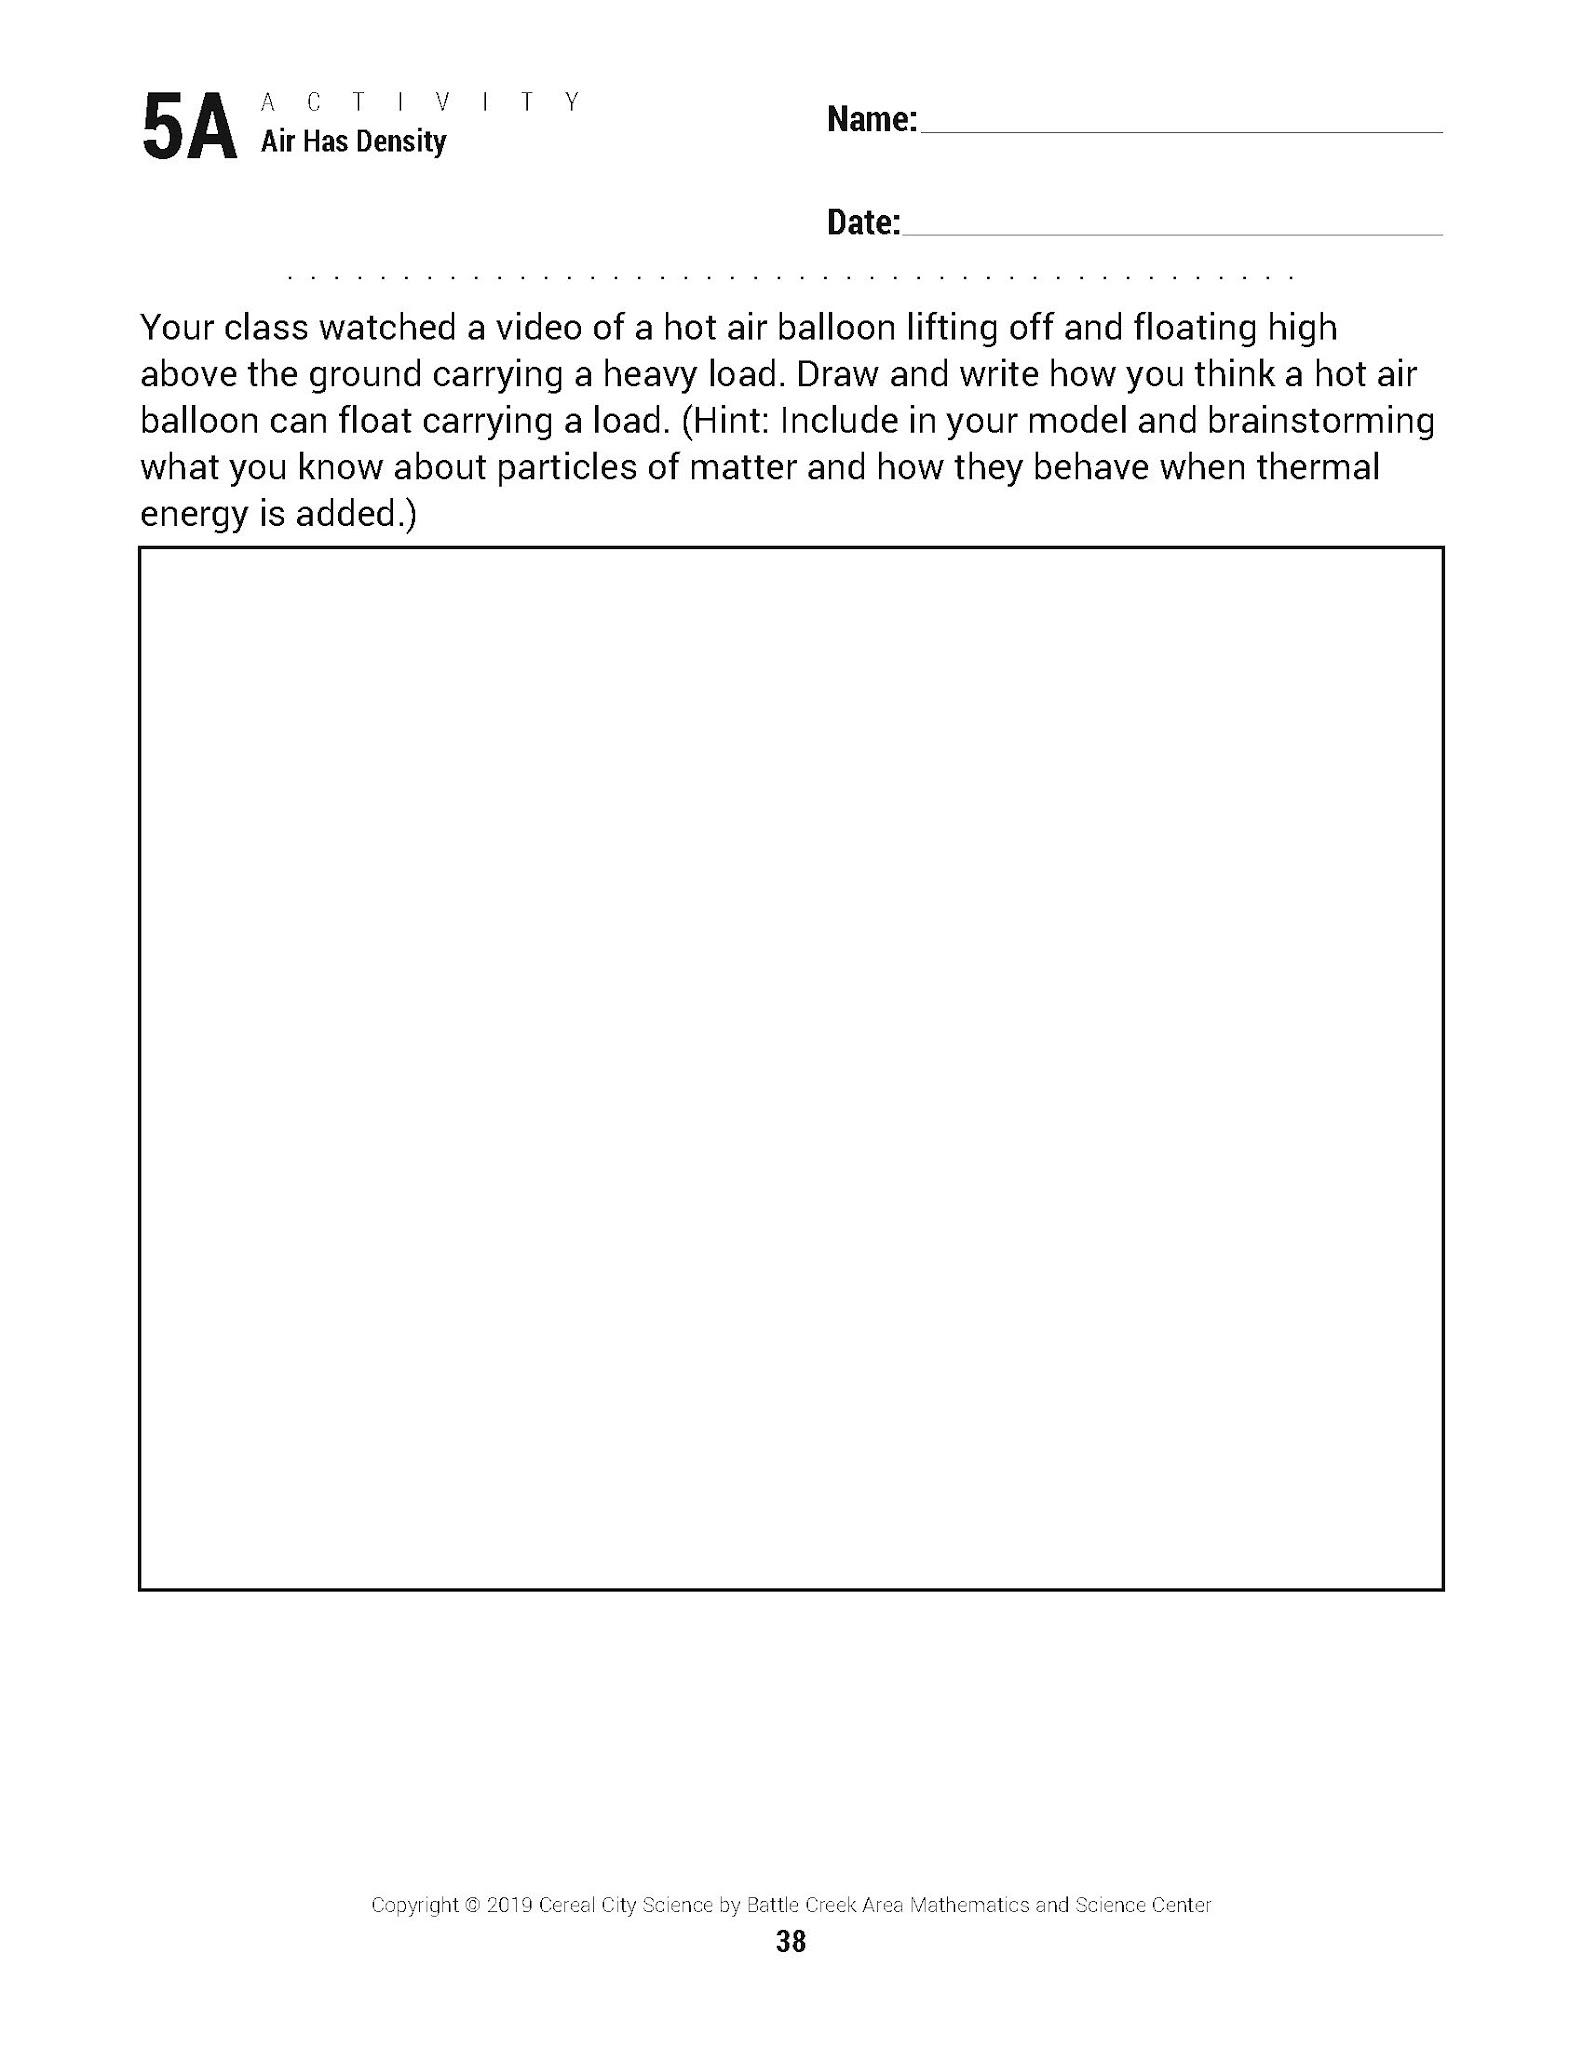 5A ACTIVITY
Air Has Density
Name:
Date:
Your class watched a video of a hot air balloon lifting off and floating high
above the ground carrying a heavy load. Draw and write how you think a hot air
balloon can float carrying a load. (Hint: Include in your model and brainstorming
what you know about particles of matter and how they behave when thermal
energy is added.)
Copyright © 2019 Cereal City Science by Battle Creek Area Mathematics and Science Center
38